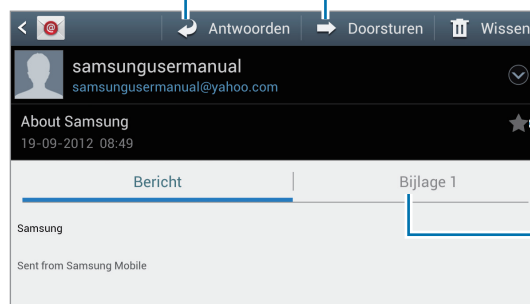 Antwoorden Doorsturen Wissen
samsungusermanual
samsungusermanual@yahoo.com
About Samsung
19-09-2012 08:49
Bericht Bijlage 1
Samsung
Sent from Samsung Mobile